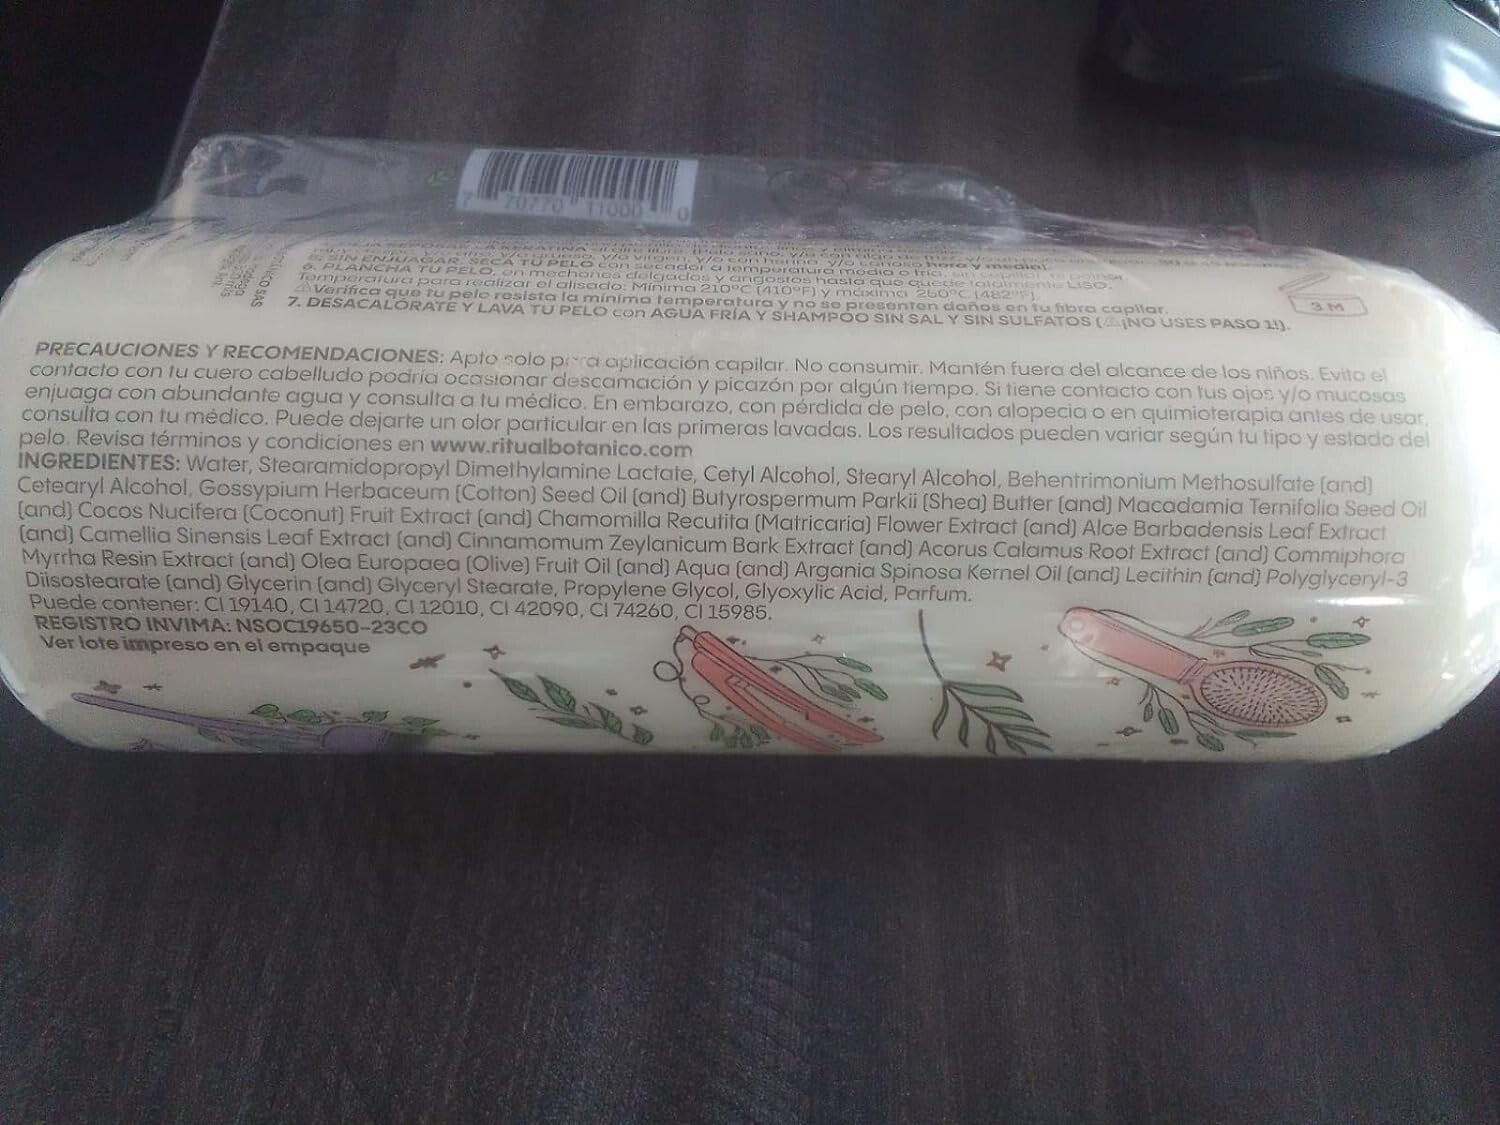 7 70770 11000 0
SIN ENJUAGAR, SECA TU PELO con secador a temperatura media o fría,
6. PLANCHA TU PELO, en mechones delgados y angostos hasta que quede totalmente LISO.
Temperatura para realizar el alisado: Mínima 210°C (410°F) y máxima 250°C (482°F).
⚠Verifica que tu pelo resista la mínima temperatura y no se presenten daños en tu fibra capilar.
7. DESACALÓRATE Y LAVA TU PELO con AGUA FRÍA Y SHAMPOO SIN SAL Y SIN SULFATOS (⚠¡NO USES PASO 1!).
3 M
PRECAUCIONES Y RECOMENDACIONES: Apto solo para aplicación capilar. No consumir. Mantén fuera del alcance de los niños. Evita el
contacto con tu cuero cabelludo podría ocasionar descamación y picazón por algún tiempo. Si tiene contacto con tus ojos y/o mucosas
enjuaga con abundante agua y consulta a tu médico. En embarazo, con pérdida de pelo, con alopecia o en quimioterapia antes de usar,
consulta con tu médico. Puede dejarte un olor particular en las primeras lavadas. Los resultados pueden variar según tu tipo y estado del
pelo. Revisa términos y condiciones en www.ritualbotanico.com
INGREDIENTES: Water, Stearamidopropyl Dimethylamine Lactate, Cetyl Alcohol, Stearyl Alcohol, Behentrimonium Methosulfate (and)
Cetearyl Alcohol, Gossypium Herbaceum (Cotton) Seed Oil (and) Butyrospermum Parkii (Shea) Butter (and) Macadamia Ternifolia Seed Oil
(and) Cocos Nucifera (Coconut) Fruit Extract (and) Chamomilla Recutita (Matricaria) Flower Extract (and) Aloe Barbadensis Leaf Extract
(and) Camellia Sinensis Leaf Extract (and) Cinnamomum Zeylanicum Bark Extract (and) Acorus Calamus Root Extract (and) Commiphora
Myrrha Resin Extract (and) Olea Europaea (Olive) Fruit Oil (and) Aqua (and) Argania Spinosa Kernel Oil (and) Lecithin (and) Polyglyceryl-3
Diisostearate (and) Glycerin (and) Glyceryl Stearate, Propylene Glycol, Glyoxylic Acid, Parfum.
Puede contener: CI 19140, CI 14720, CI 12010, CI 42090, CI 74260, CI 15985.
REGISTRO INVIMA: NSOC19650-23CO
Ver lote impreso en el empaque